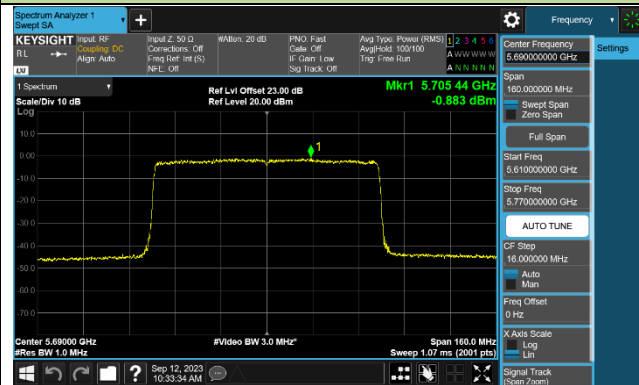 Spectrum Analyzer 1
Swept SA
+
Frequency
KEYSIGHT
RL
LXI
Input: RF
Coupling: DC
Align: Auto
Input Z: 50 Ω
Corrections: Off
Freq Ref: Int (S)
NFE: Off
#Atten: 20 dB
PNO: Fast
Gate: Off
IF Gain: Low
Sig Track: Off
Avg Type: Power (RMS)
Avg|Hold: 100/100
Trig: Free Run
1 2 3 4 5 6
A W W W W W
A N N N N N
1 Spectrum
Scale/Div 10 dB
Log
Ref Lvl Offset 23.00 dB
Ref Level 20.00 dBm
Mkr1 5.705 44 GHz
-0.883 dBm
10.0
0.00
-10.0
-20.0
-30.0
-40.0
-50.0
-60.0
-70.0
1
Center 5.69000 GHz
#Res BW 1.0 MHz
#Video BW 3.0 MHz*
Span 160.0 MHz
Sweep 1.07 ms (2001 pts)
Sep 12, 2023
10:33:34 AM
?
Center Frequency
5.690000000 GHz
Settings
Span
160.000000 MHz
Swept Span
Zero Span
Full Span
Start Freq
5.610000000 GHz
Stop Freq
5.770000000 GHz
AUTO TUNE
CF Step
16.000000 MHz
Auto
Man
Freq Offset
0 Hz
X Axis Scale
Log
Lin
Signal Track
(Span Zoom)